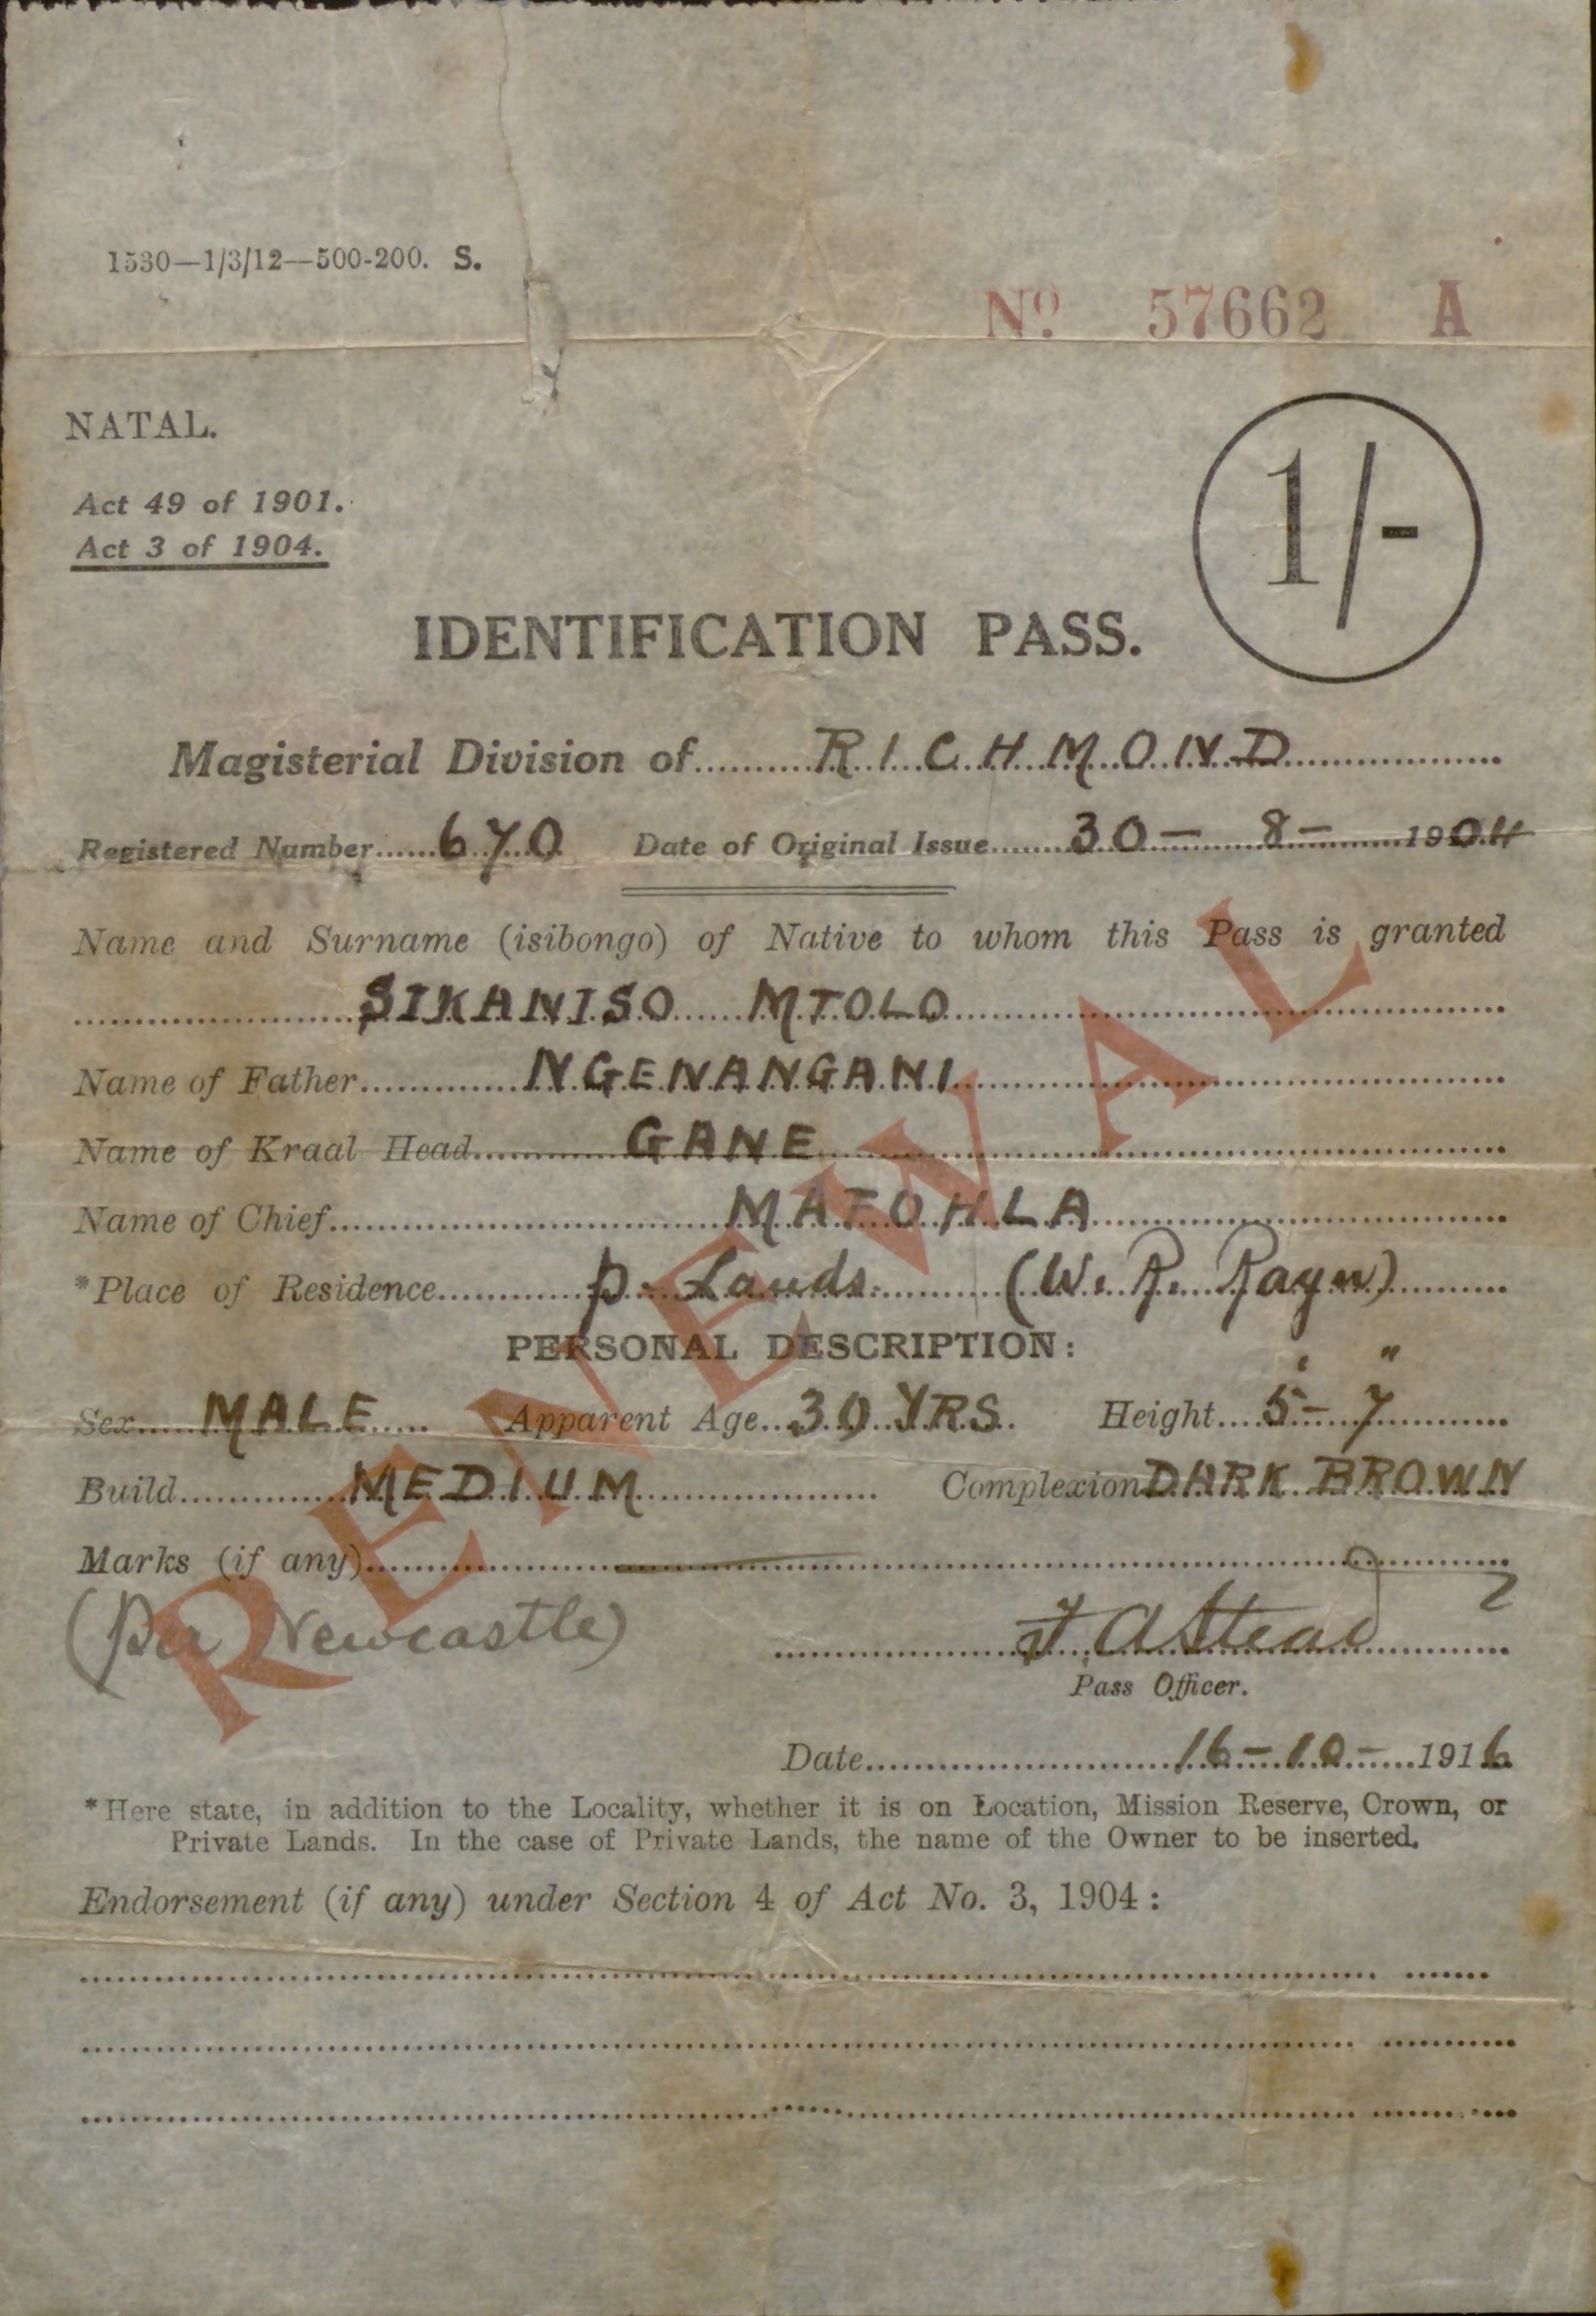 1530—1/3/12—500-200. S.
No. 57662 A
NATAL.
Act 49 of 1901.
Act 3 of 1904.
1/-
IDENTIFICATION PASS.
Magisterial Division of RICHMOND
Registered Number 670 Date of Original Issue 30 – 8 – 1904
Name and Surname (isibongo) of Native to whom this Pass is granted
SIKANISO MTOLO
Name of Father NGENANGANI
Name of Kraal Head GANE
Name of Chief MAFOHLA
*Place of Residence p. Lands. (W. R.
PERSONAL DESCRIPTION:
Sex MALE Apparent Age 30 YRS Height 5' – 7"
Build MEDIUM Complexion DARK BROWN
Marks (if any) —
(Per Newcastle)
Pass Officer.
Date 16 – 10 – 1916
*Here state, in addition to the Locality, whether it is on Location, Mission Reserve, Crown, or
Private Lands. In the case of Private Lands, the name of the Owner to be inserted.
Endorsement (if any) under Section 4 of Act No. 3, 1904:
RENEWAL